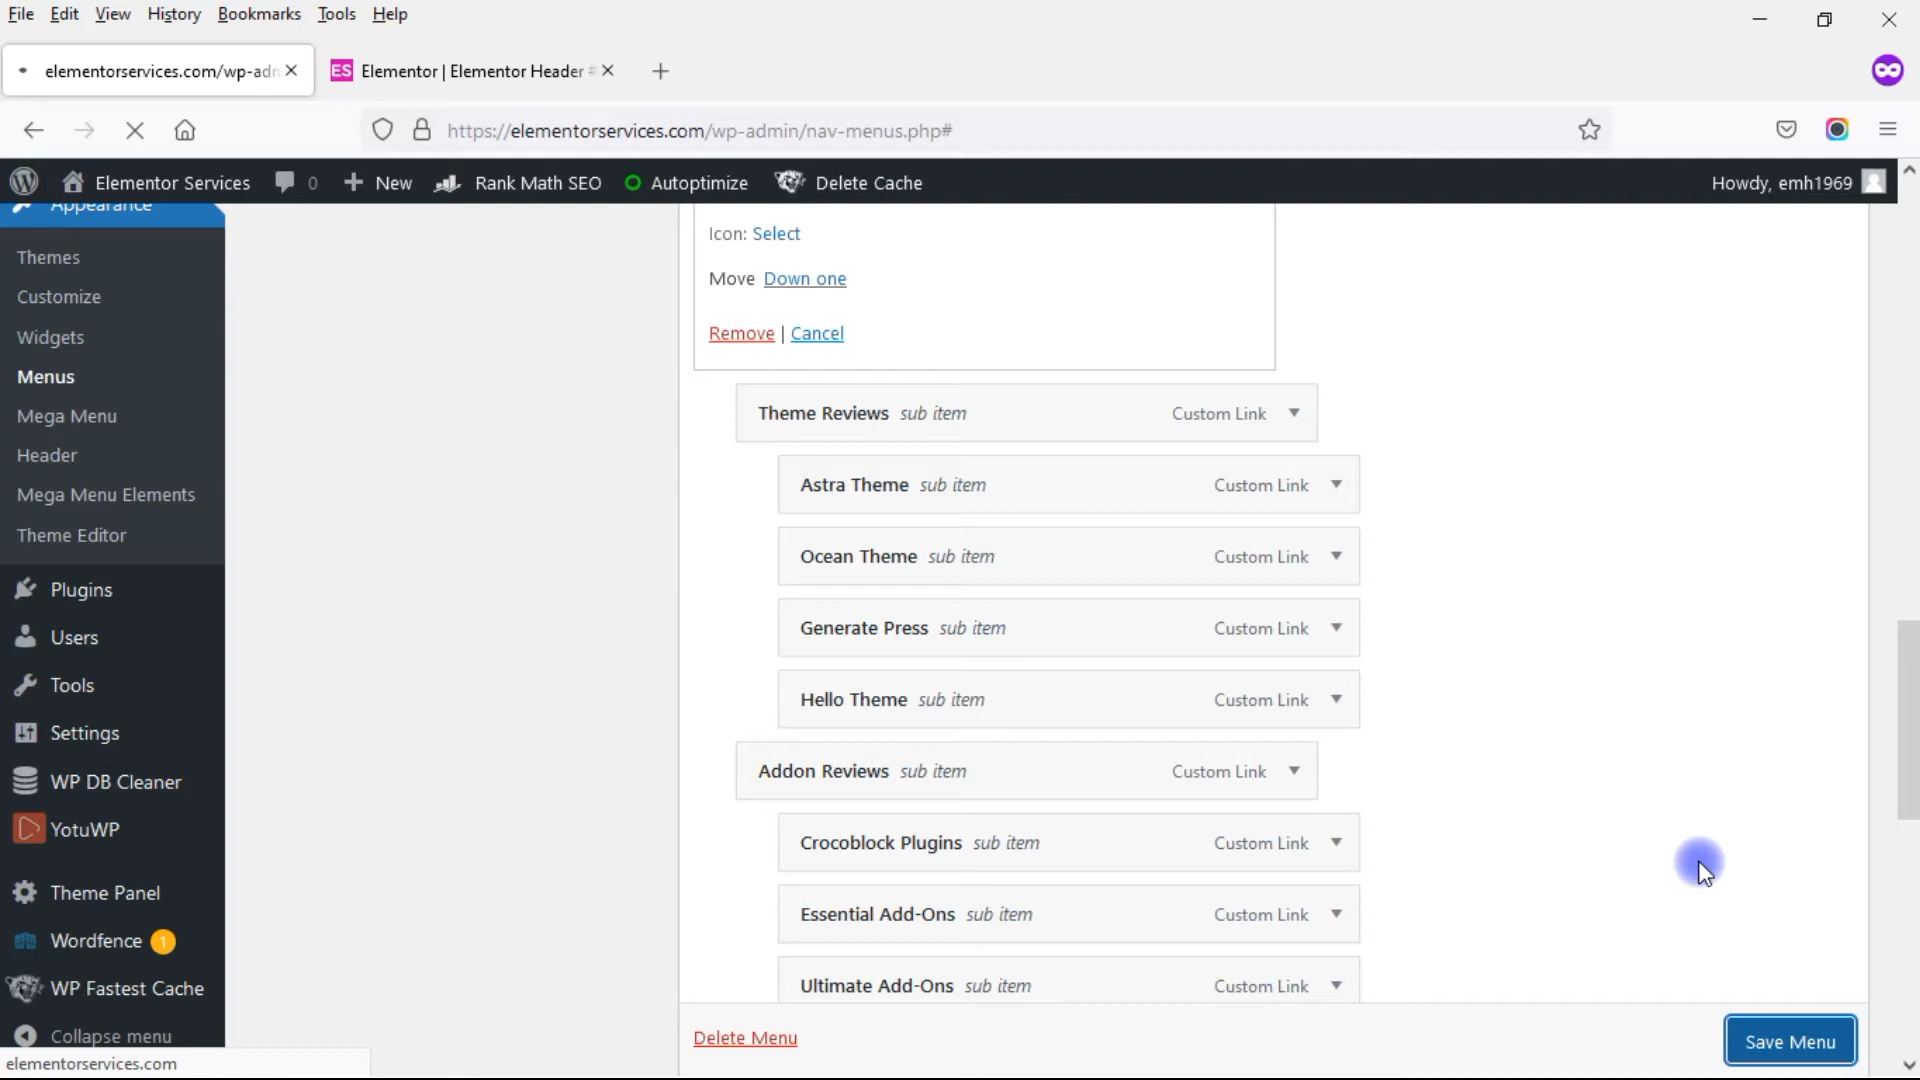 File Edit View History Bookmarks Tools Help
elementorservices.com/wp-adn
ES Elementor | Elementor Header #
https://elementorservices.com/wp-admin/nav-menus.php#
Elementor Services 0 New Rank Math SEO Autoptimize Delete Cache Howdy, emh1969
Appearance
Themes
Customize
Widgets
Menus
Mega Menu
Header
Mega Menu Elements
Theme Editor
Plugins
Users
Tools
Settings
WP DB Cleaner
YotuWP
Theme Panel
Wordfence 1
WP Fastest Cache
Collapse menu
elementorservices.com
Icon: Select
Move Down one
Remove | Cancel
Theme Reviews sub item Custom Link
Astra Theme sub item Custom Link
Ocean Theme sub item Custom Link
Generate Press sub item Custom Link
Hello Theme sub item Custom Link
Addon Reviews sub item Custom Link
Crocoblock Plugins sub item Custom Link
Essential Add-Ons sub item Custom Link
Ultimate Add-Ons sub item Custom Link
Delete Menu
Save Menu